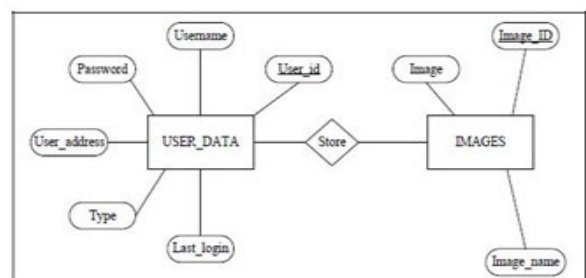 Username
Image_ID
Password
User_id
Image
User_address
USER_DATA
Store
IMAGES
Type
Last_login
Image_name